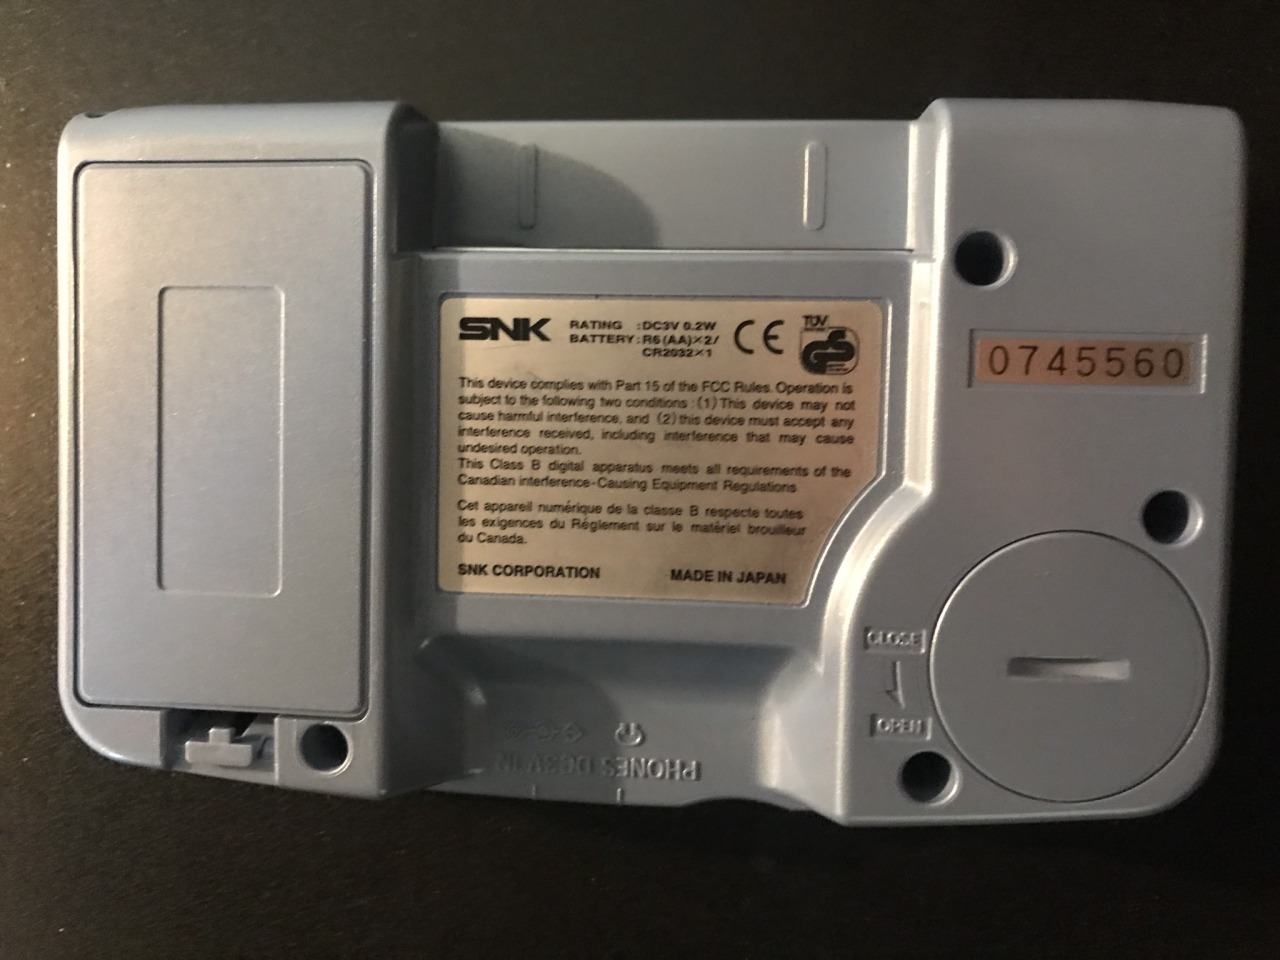 SNK
RATING :DC3V 0.2W
BATTERY:R6(AA)×2/
CR2032×1
CE
TÜV
GS
0745560
This device complies with Part 15 of the FCC Rules. Operation is
subject to the following two conditions :(1)This device may not
cause harmful interference, and (2)this device must accept any
interference received, including interference that may cause
undesired operation.
This Class B digital apparatus meets all requirements of the
Canadian interference-Causing Equipment Regulations
Cet appareil numérique de la classe B respecte toutes
les exigences du Réglement sur le matériel brouilleur
du Canada.
SNK CORPORATION MADE IN JAPAN
CLOSE
OPEN
PHONES DC3V IN